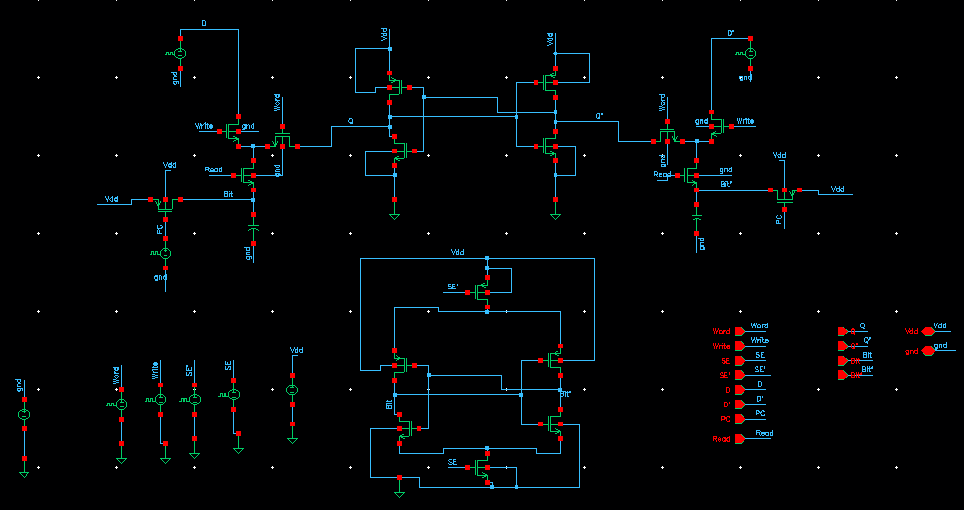 D
gnd
Write
gnd
Word
gnd
Read
Vdd
Vdd
Bit
PC
gnd
gnd
Vdd
Q
Vdd
Q'
D'
gnd
Word
gnd
Write
gnd
Read
gnd
Bit'
Vdd
Vdd
PC
gnd
Vdd
SE'
Bit
Bit'
SE
gnd
Word
Write
SE'
SE
Vdd
Word Word
Write Write
SE SE
SE' SE'
D D
D' D'
PC PC
Read Read
Q Q
Q' Q'
Bit Bit
Bit' Bit'
Vdd Vdd
gnd gnd